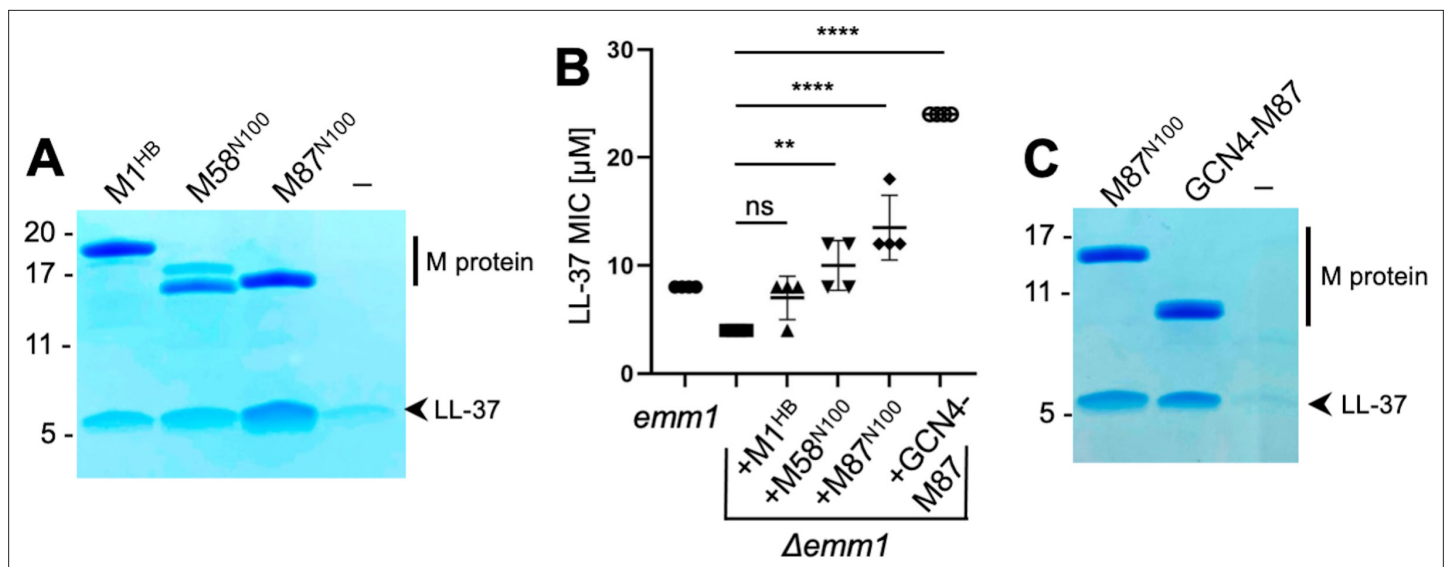 A
M1^HB
M58^N100
M87^N100
–
20 -
17 -
11 -
5 -
M protein
LL-37
B
LL-37 MIC [µM]
30
20
10
0
****
****
**
ns
emm1
+M1^HB
+M58^N100
+M87^N100
+GCN4-
M87
Δemm1
C
M87^N100
GCN4-M87
–
17 -
11 -
5 -
M protein
LL-37